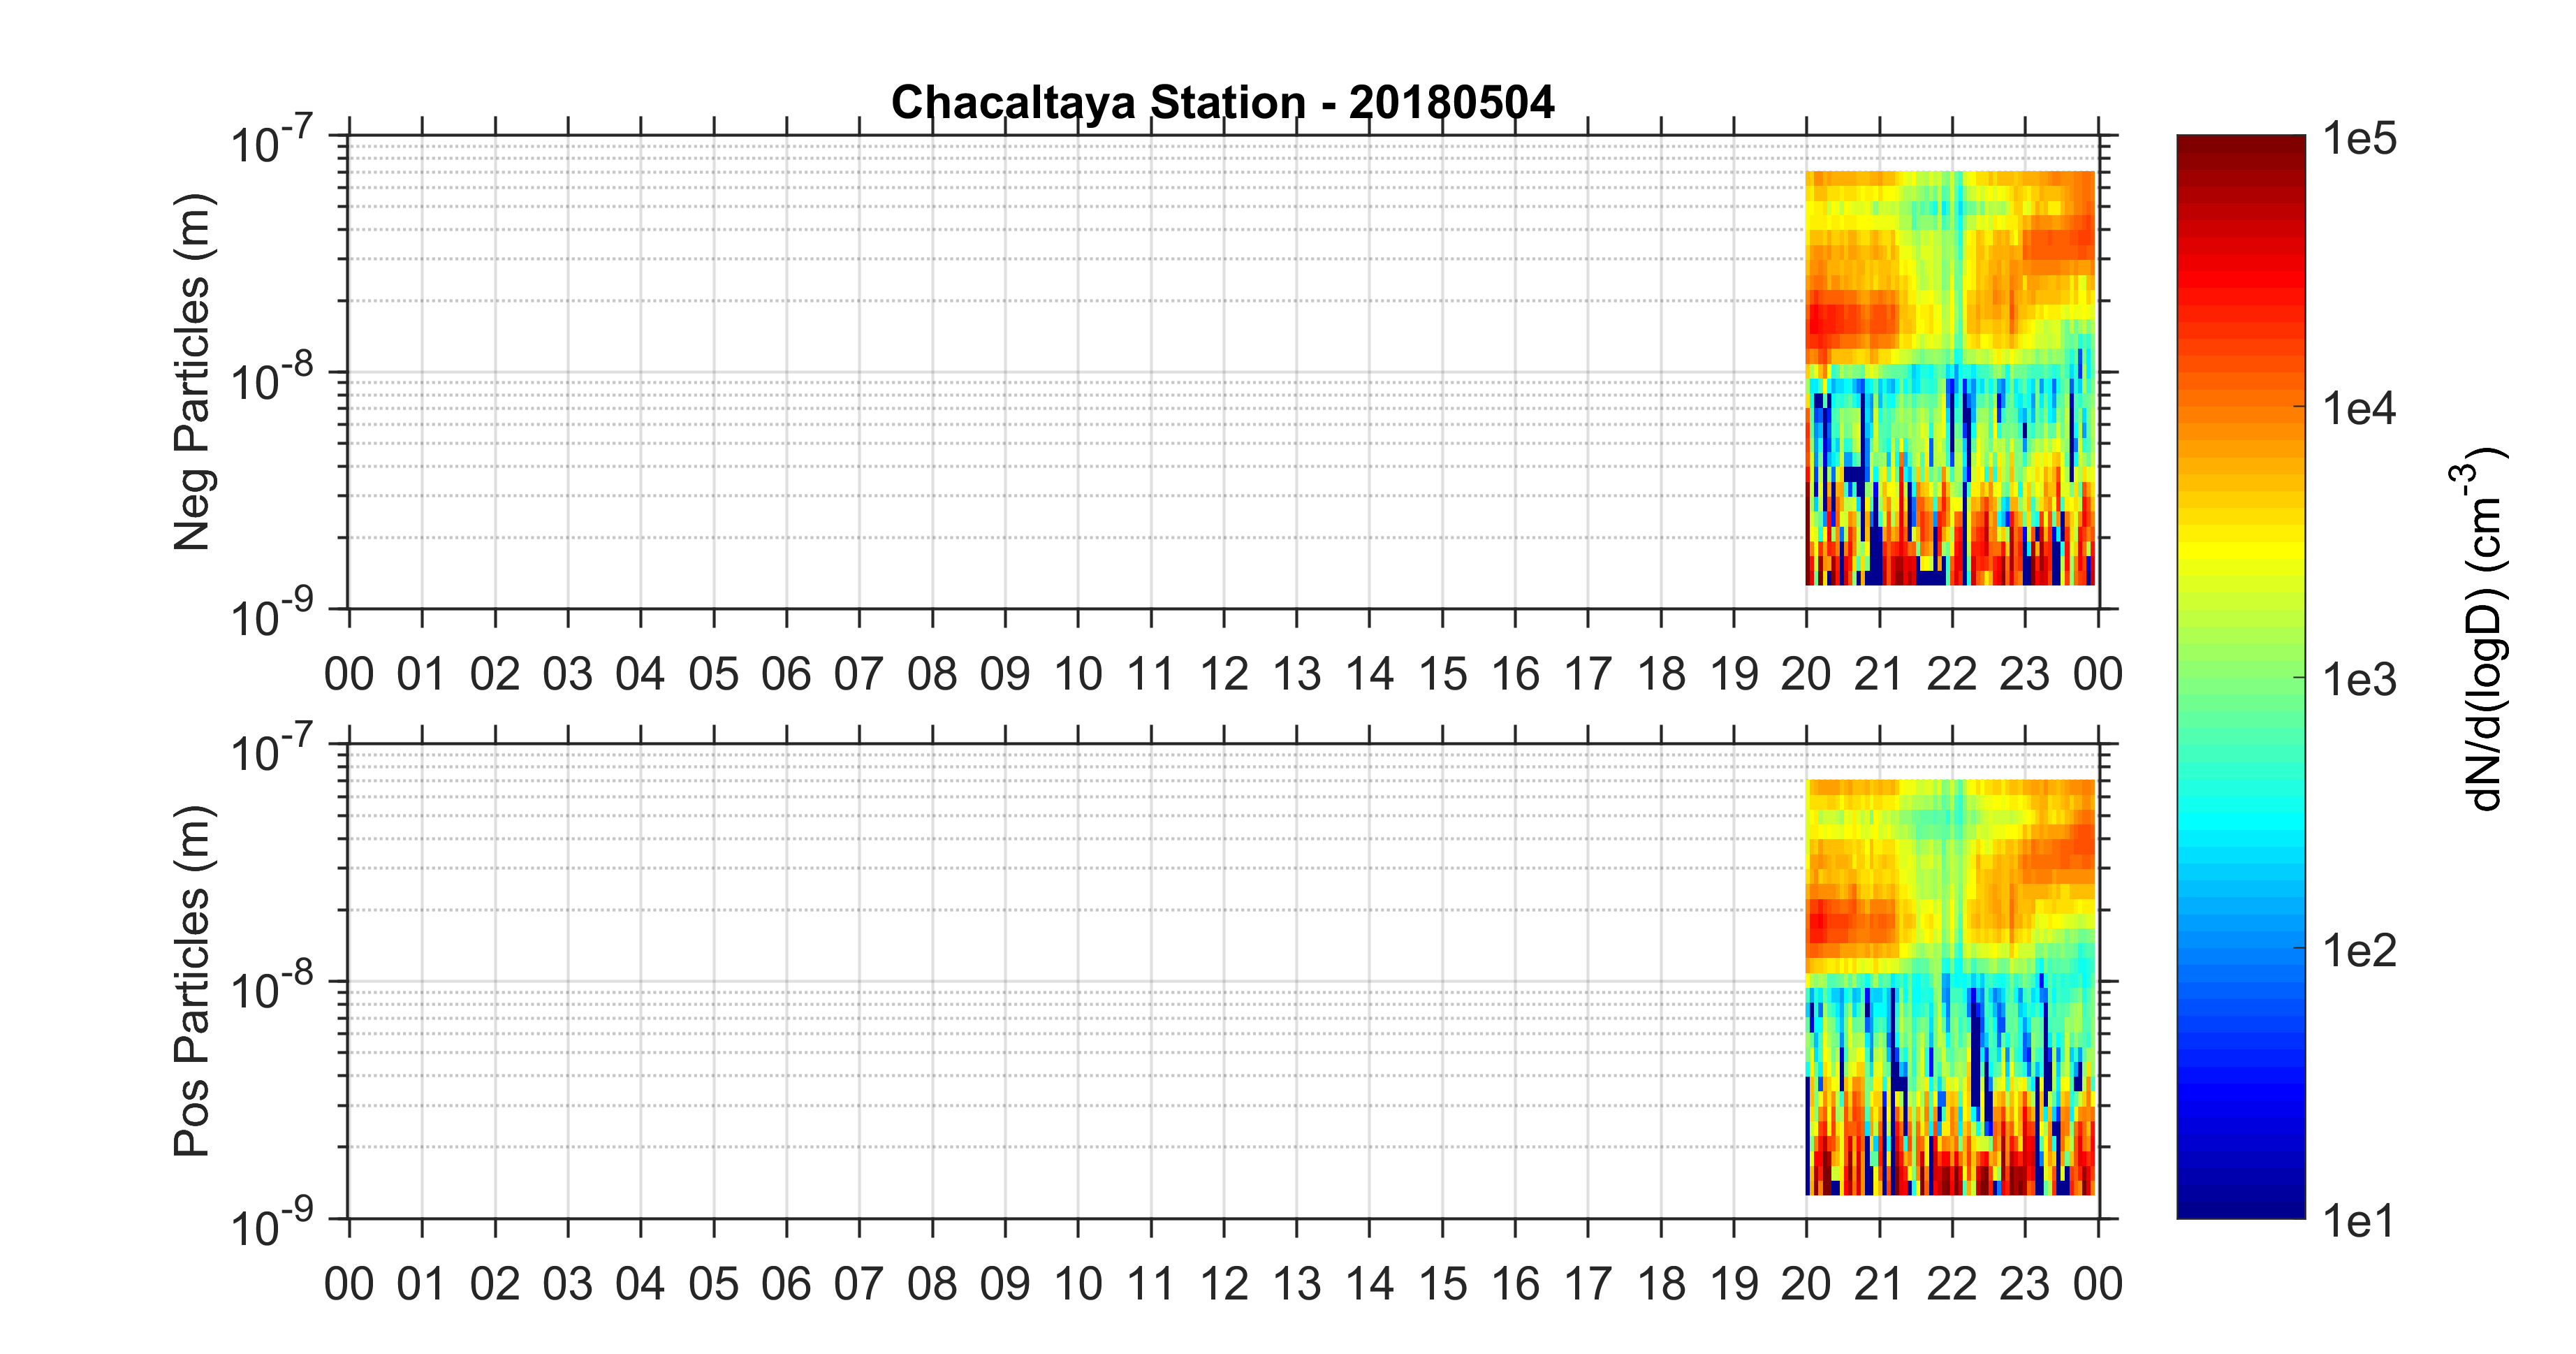 Chacaltaya Station - 20180504
10-7
10-8
10-9
Neg Particles (m)
00 01 02 03 04 05 06 07 08 09 10 11 12 13 14 15 16 17 18 19 20 21 22 23 00
10-7
10-8
10-9
Pos Particles (m)
00 01 02 03 04 05 06 07 08 09 10 11 12 13 14 15 16 17 18 19 20 21 22 23 00
1e5
1e4
1e3
1e2
1e1
dN/d(logD) (cm-3)